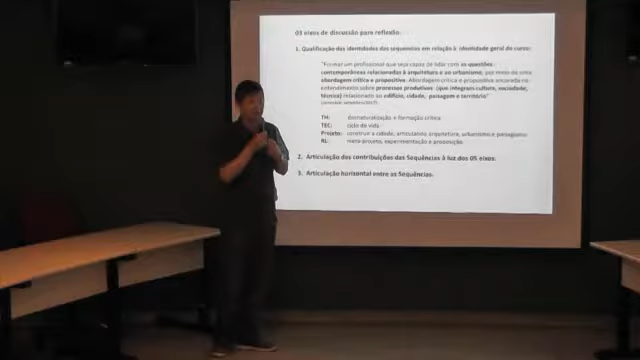 03 eixos de discussão para reflexão:
1. Qualificação das identidades das sequencias em relação à identidade geral do curso:
"Formar um profissional que seja capaz de lidar com as questões
contemporâneas relacionadas à arquitetura e ao urbanismo, por meio de uma
abordagem crítica e propositiva. Abordagem crítica e propositiva ancorada no
entendimento sobre processos produtivos (que integram cultura, sociedade,
técnica) relacionado ao edifício, cidade, paisagem e território"
TH: desnaturalização e formação crítica
TEC: ciclo de vida
Projeto: construir a cidade, articulando arquitetura, urbanismo e paisagismo
RL: meta-projeto, experimentação e proposição.
2. Articulação das contribuições das Sequências à luz dos 05 eixos.
3. Articulação horizontal entre as Sequências.